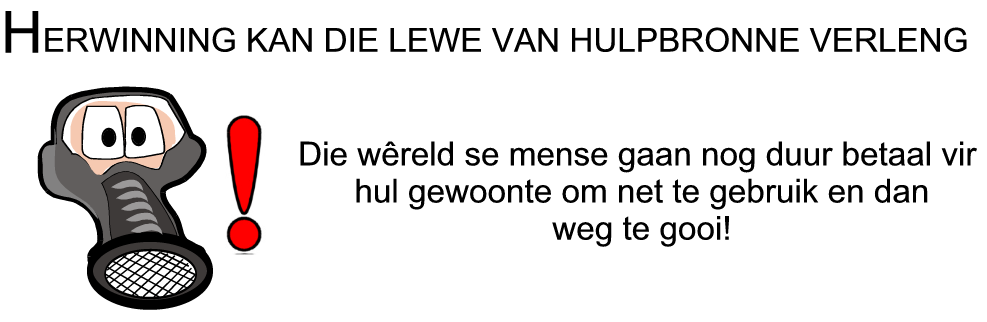 HERWINNING KAN DIE LEWE VAN HULPBRONNE VERLENG
Die wêreld se mense gaan nog duur betaal vir
hul gewoonte om net te gebruik en dan
weg te gooi!